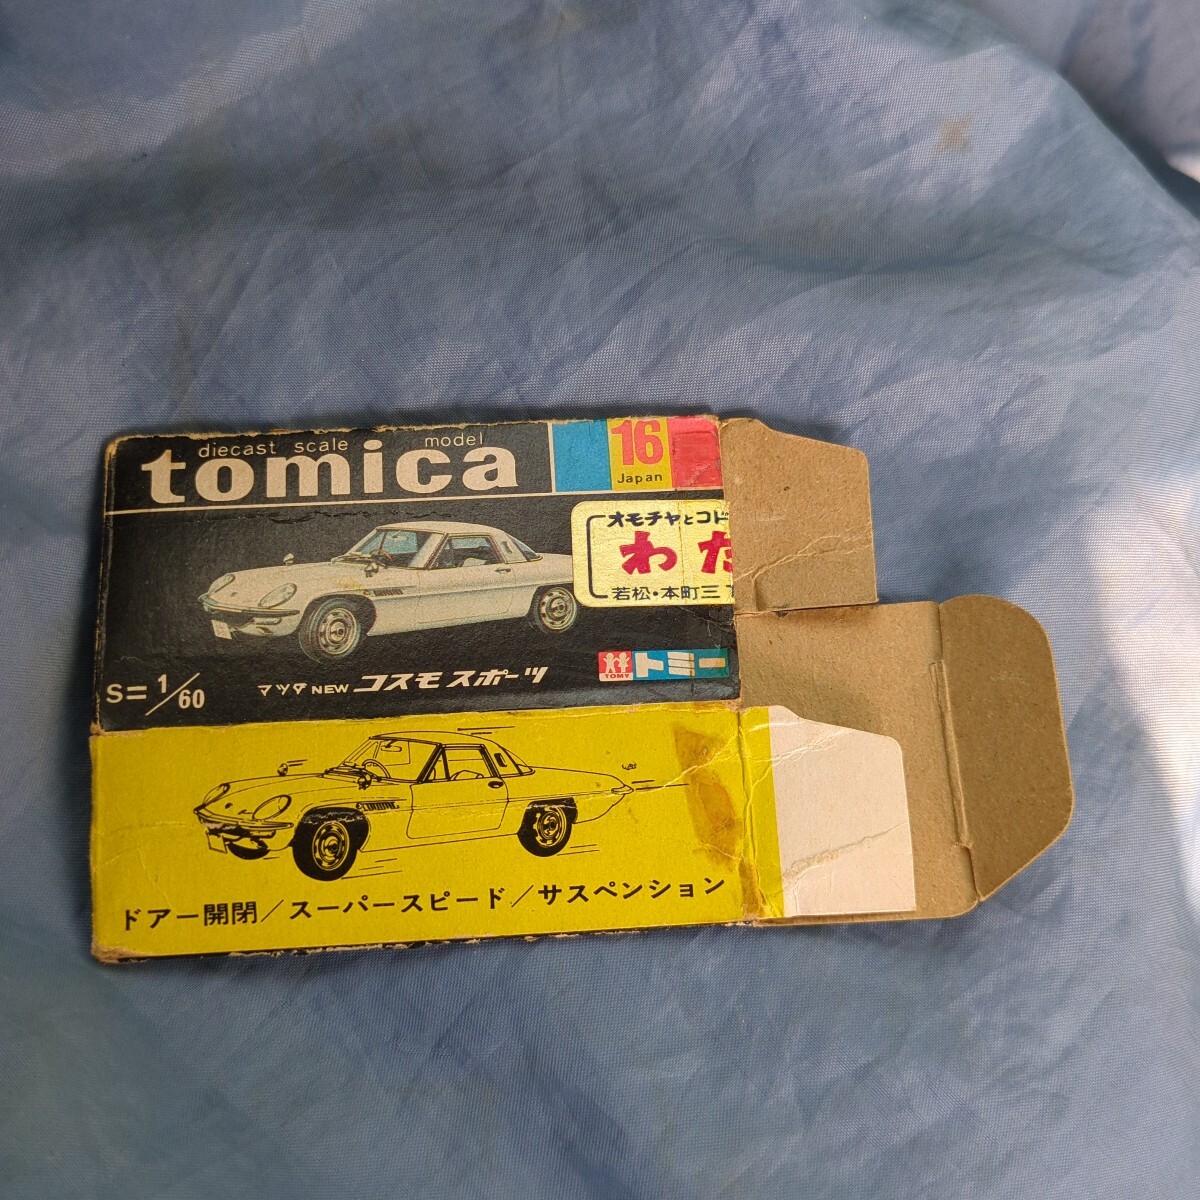 diecast scale model
tomica
16
Japan
オモチャとコド
わた
若松・本町三
S=1/60
マツダ NEW コスモスポーツ
TOMY
トミー
ドアー開閉/スーパースピード/サスペンション